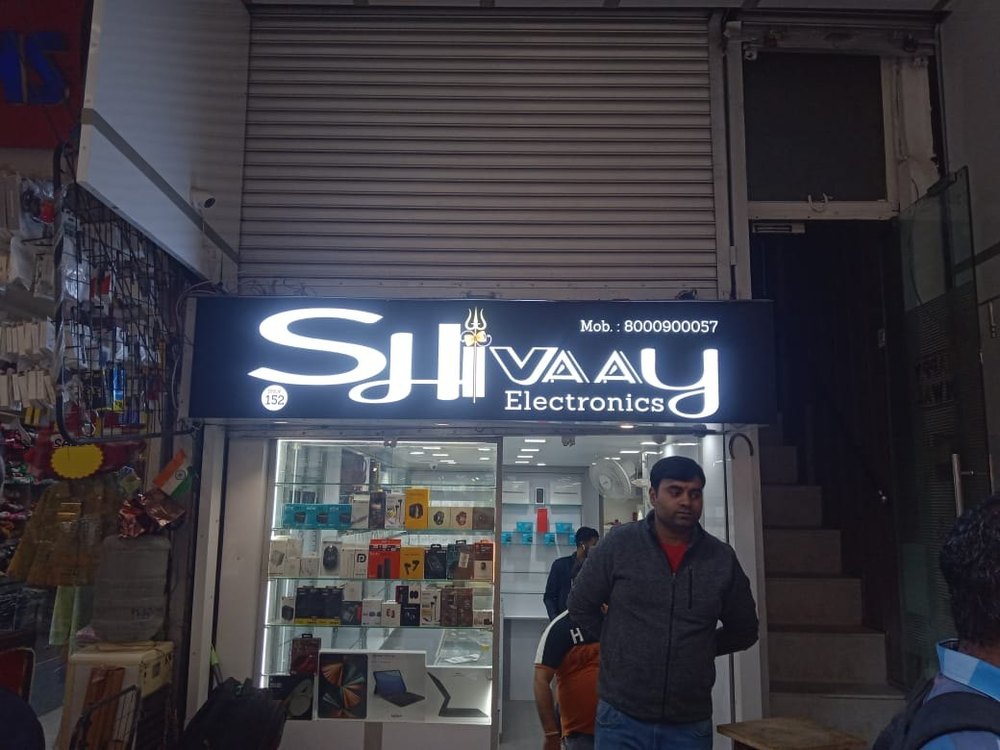 SHIVAAY
Mob. : 8000900057
Electronics
152
H